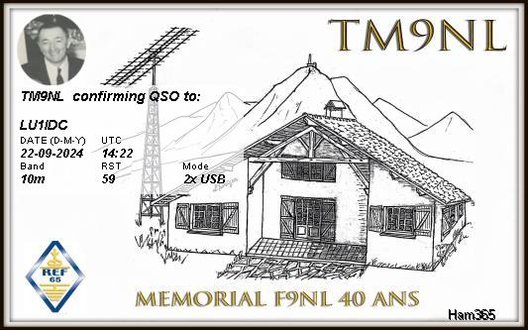 TM9NL
TM9NL confirming QSO to:
LU1IDC
DATE (D-M-Y) UTC
22-09-2024 14:22
Band RST Mode
10m 59 2x USB
REF
65
MEMORIAL F9NL 40 ANS
Ham365